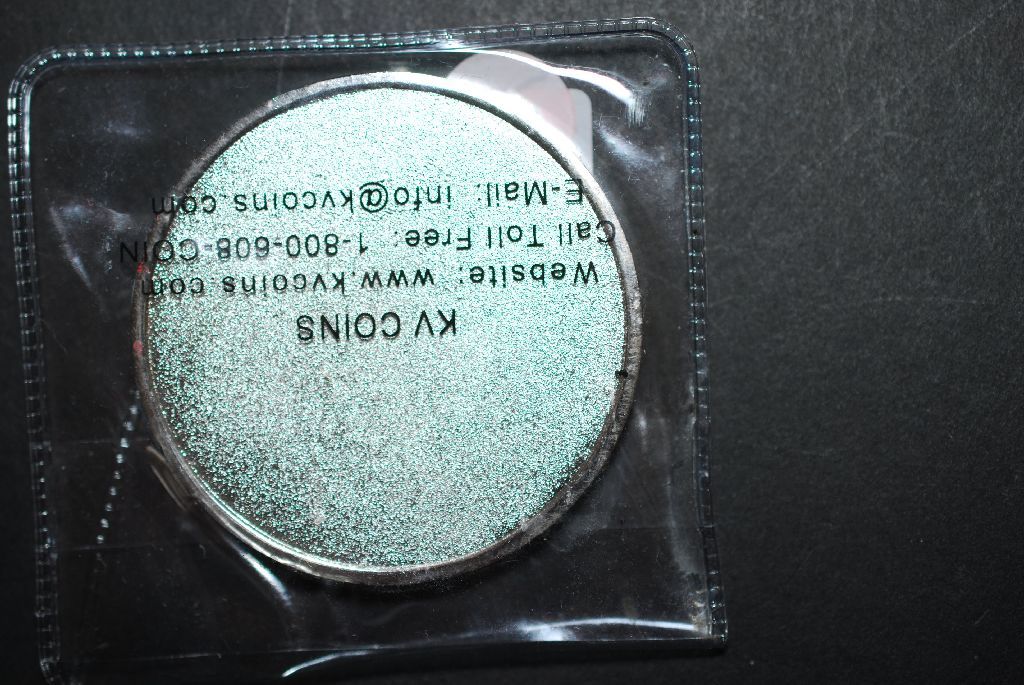 KV COINS
Website: www.kvcoins.com
Call Toll Free: 1-800-608-COIN
E-Mail: info@kvcoins.com